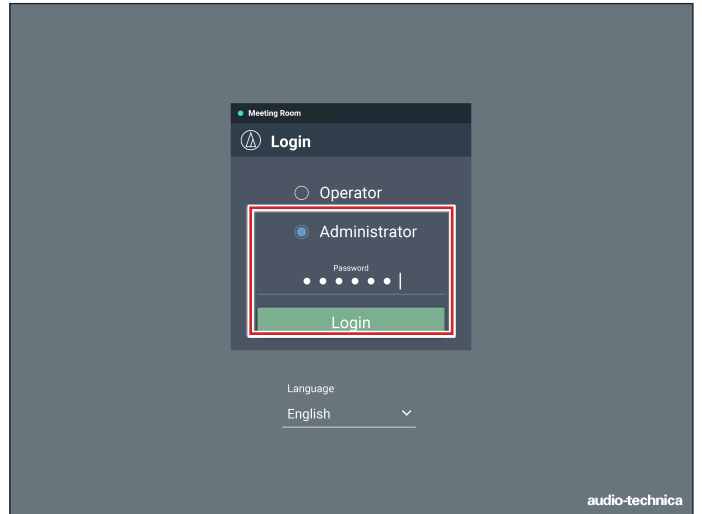 Meeting Room
Login
Operator
Administrator
Password
Login
Language
English
audio-technica